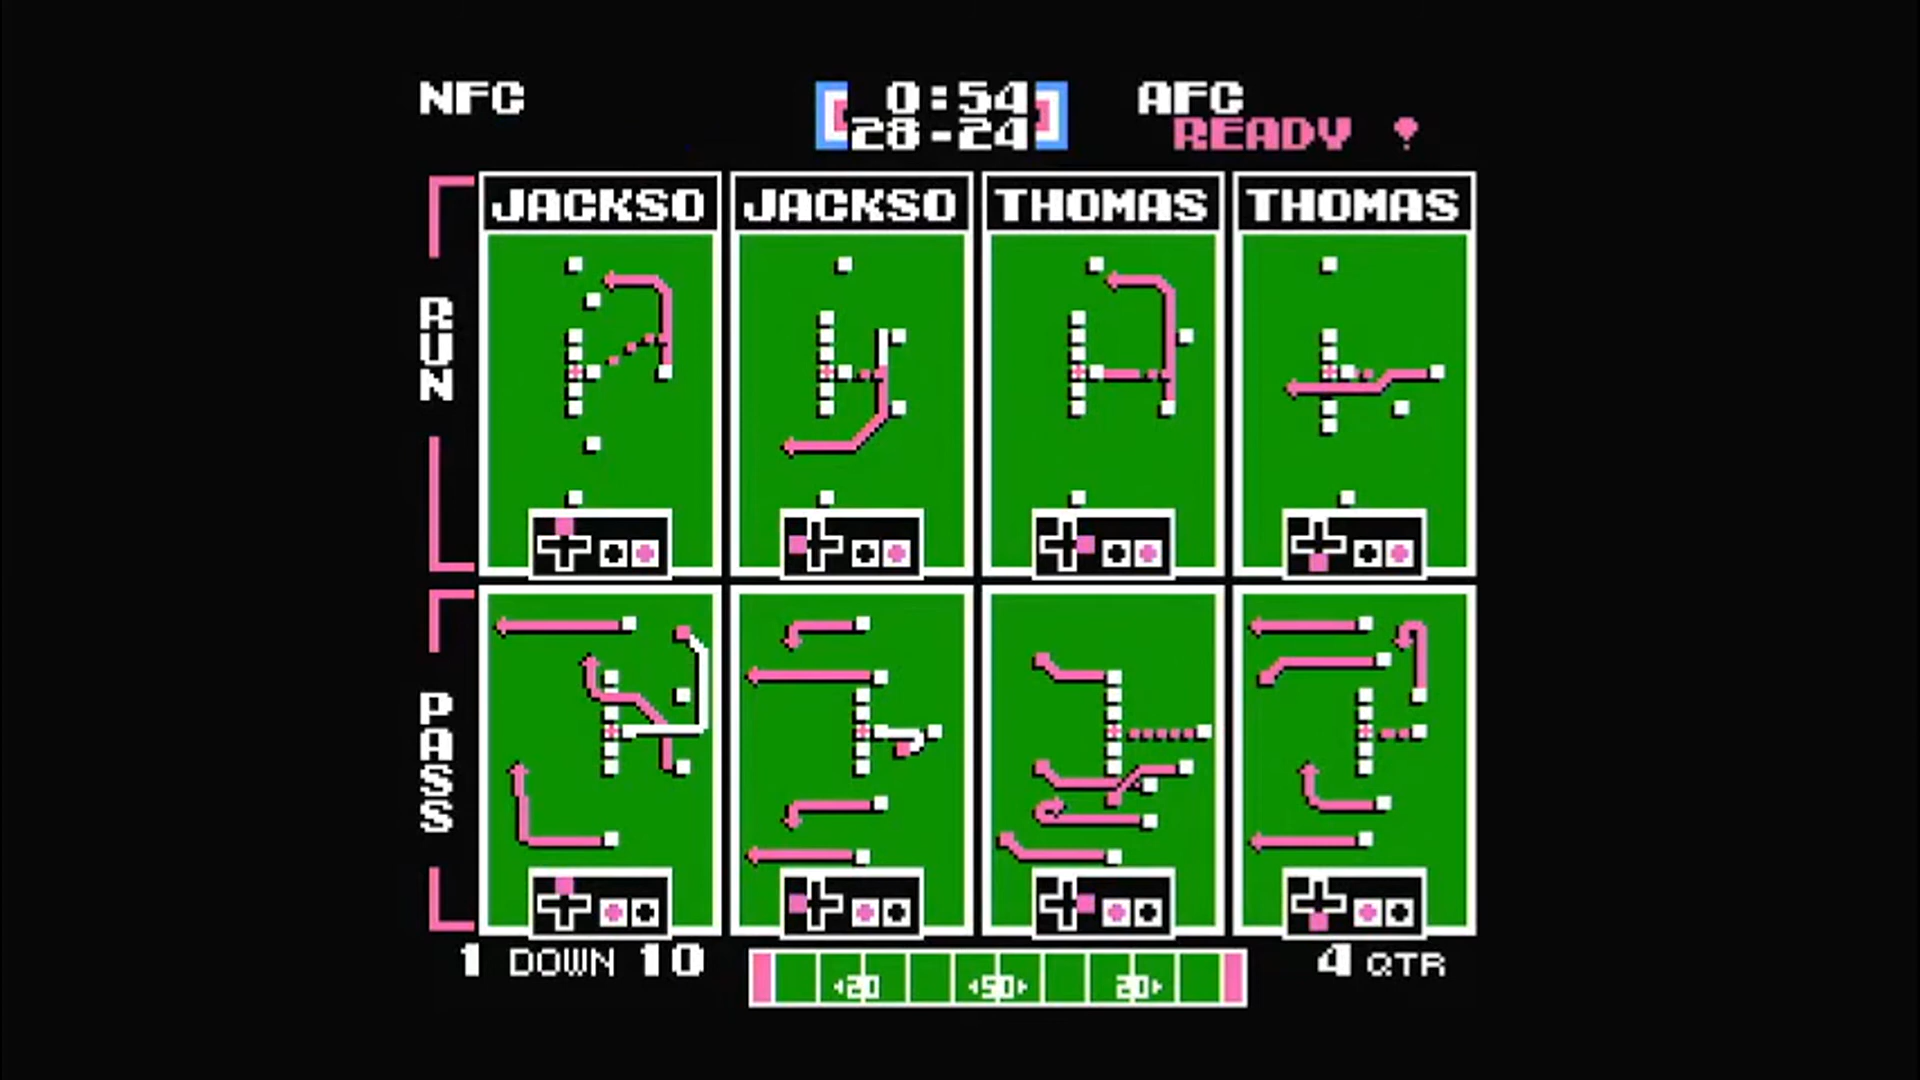 NFC 0:54 AFC
28-24 READY !
JACKSO JACKSO THOMAS THOMAS
RUN
PASS
1 DOWN 10 4 QTR
20 50 20